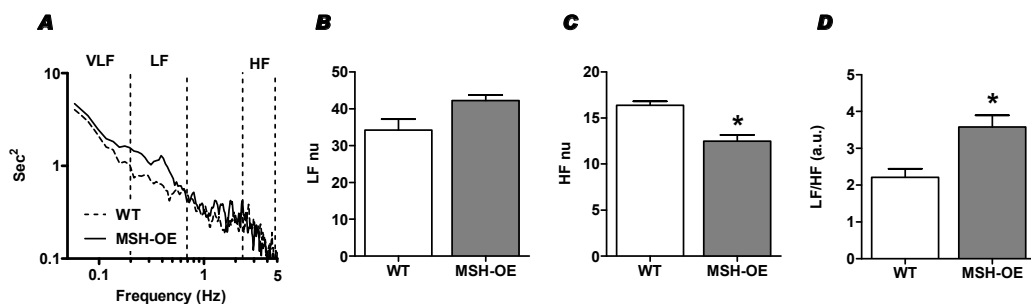 A
VLF
LF
HF
10
1
0.1
Sec2
WT
MSH-OE
0.1
1
5
Frequency (Hz)
B
50
40
30
20
10
0
LF nu
WT
MSH-OE
C
20
15
10
5
0
HF nu
*
WT
MSH-OE
D
5
4
3
2
1
0
LF/HF (a.u.)
*
WT
MSH-OE